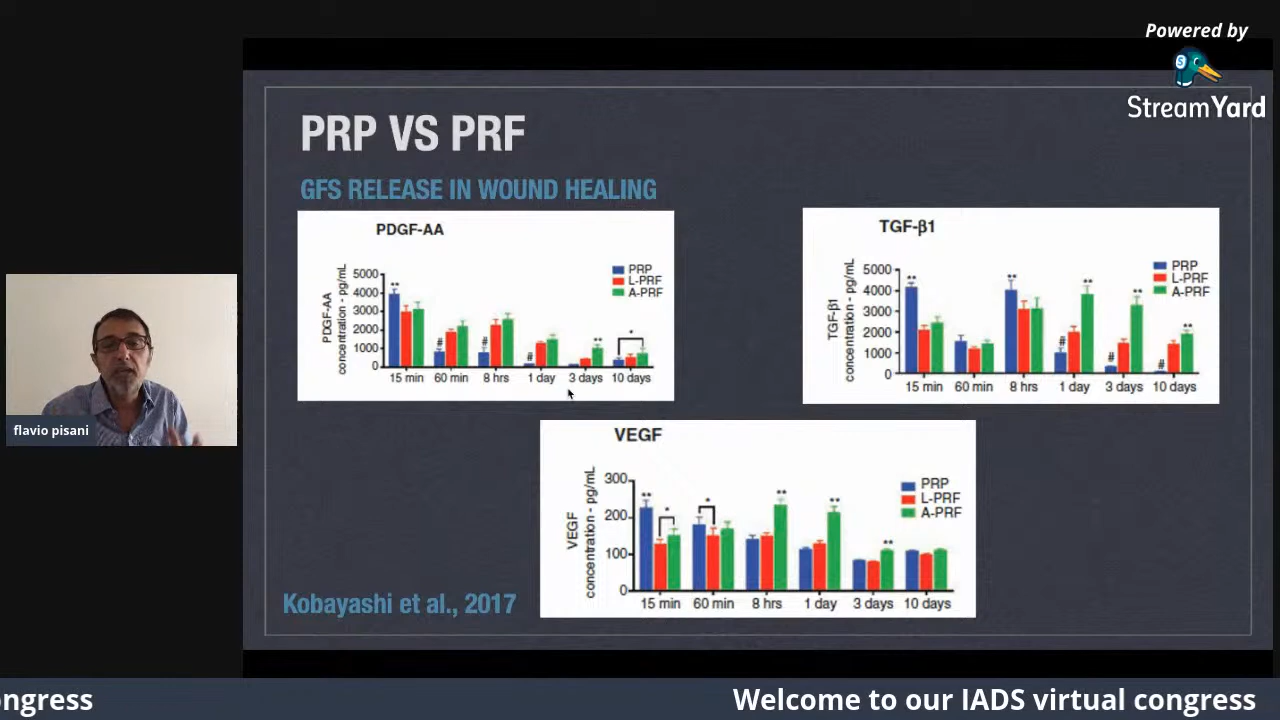 Powered by
StreamYard
PRP VS PRF
GFS RELEASE IN WOUND HEALING
PDGF-AA
PDGF-AA
concentration - pg/mL
5000
4000
3000
2000
1000
0
**
#
#
#
**
*
PRP
L-PRF
A-PRF
15 min 60 min 8 hrs 1 day 3 days 10 days
TGF-β1
TGF-β1
concentration - pg/mL
5000
4000
3000
2000
1000
0
**
**
#
**
#
**
#
**
PRP
L-PRF
A-PRF
15 min 60 min 8 hrs 1 day 3 days 10 days
flavio pisani
VEGF
VEGF
concentration - pg/mL
300
200
100
0
**
*
*
**
**
**
PRP
L-PRF
A-PRF
15 min 60 min 8 hrs 1 day 3 days 10 days
Kobayashi et al., 2017
ongress
Welcome to our IADS virtual congress